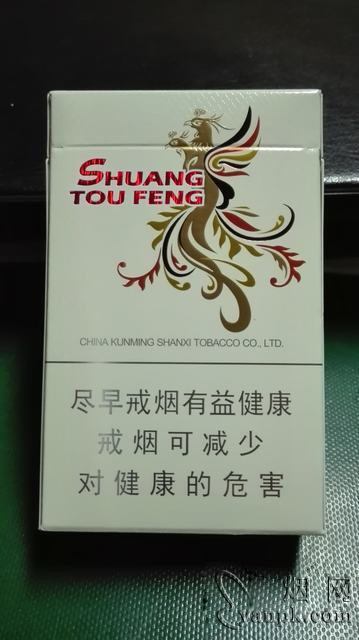 SHUANG
TOU FENG
CHINA KUNMING SHANXI TOBACCO CO., LTD.
尽早戒烟有益健康
戒烟可减少
对健康的危害
烟网
yanpk.com